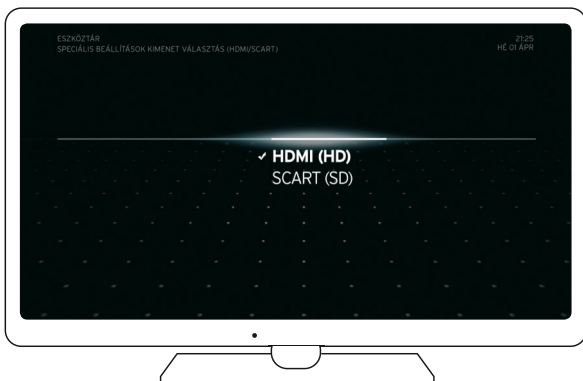 ESZKÖZTÁR
SPECIÁLIS BEÁLLÍTÁSOK KIMENET VÁLASZTÁS (HDMI/SCART)
21:25
HÉ 01 ÁPR
HDMI (HD)
SCART (SD)